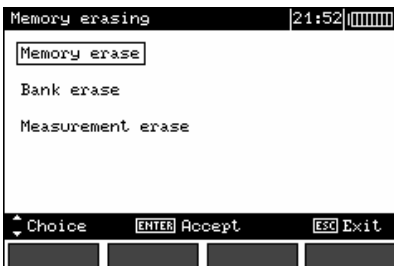 Memory erasing 21:52
Memory erase
Bank erase
Measurement erase
Choice ENTER Accept ESC Exit